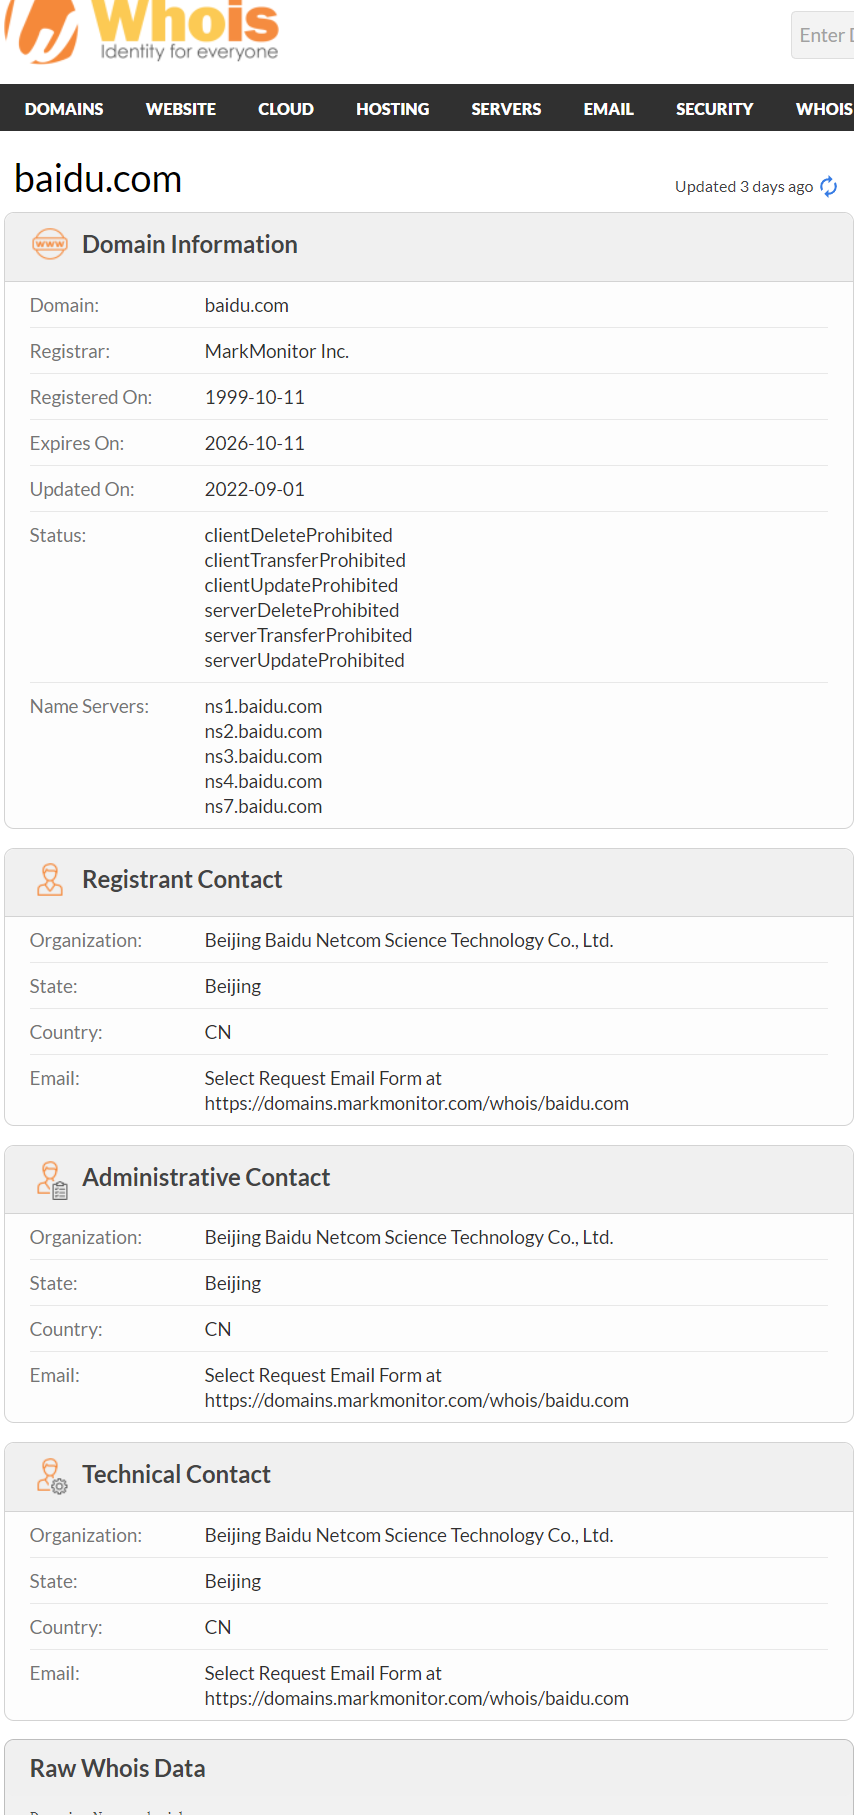 Whois
Identity for everyone
Enter
DOMAINS WEBSITE CLOUD HOSTING SERVERS EMAIL SECURITY WHOIS
baidu.com
Updated 3 days ago
www
Domain Information
Domain: baidu.com
Registrar: MarkMonitor Inc.
Registered On: 1999-10-11
Expires On: 2026-10-11
Updated On: 2022-09-01
Status: clientDeleteProhibited
clientTransferProhibited
clientUpdateProhibited
serverDeleteProhibited
serverTransferProhibited
serverUpdateProhibited
Name Servers: ns1.baidu.com
ns2.baidu.com
ns3.baidu.com
ns4.baidu.com
ns7.baidu.com
Registrant Contact
Organization: Beijing Baidu Netcom Science Technology Co., Ltd.
State: Beijing
Country: CN
Email: Select Request Email Form at
https://domains.markmonitor.com/whois/baidu.com
Administrative Contact
Organization: Beijing Baidu Netcom Science Technology Co., Ltd.
State: Beijing
Country: CN
Email: Select Request Email Form at
https://domains.markmonitor.com/whois/baidu.com
Technical Contact
Organization: Beijing Baidu Netcom Science Technology Co., Ltd.
State: Beijing
Country: CN
Email: Select Request Email Form at
https://domains.markmonitor.com/whois/baidu.com
Raw Whois Data